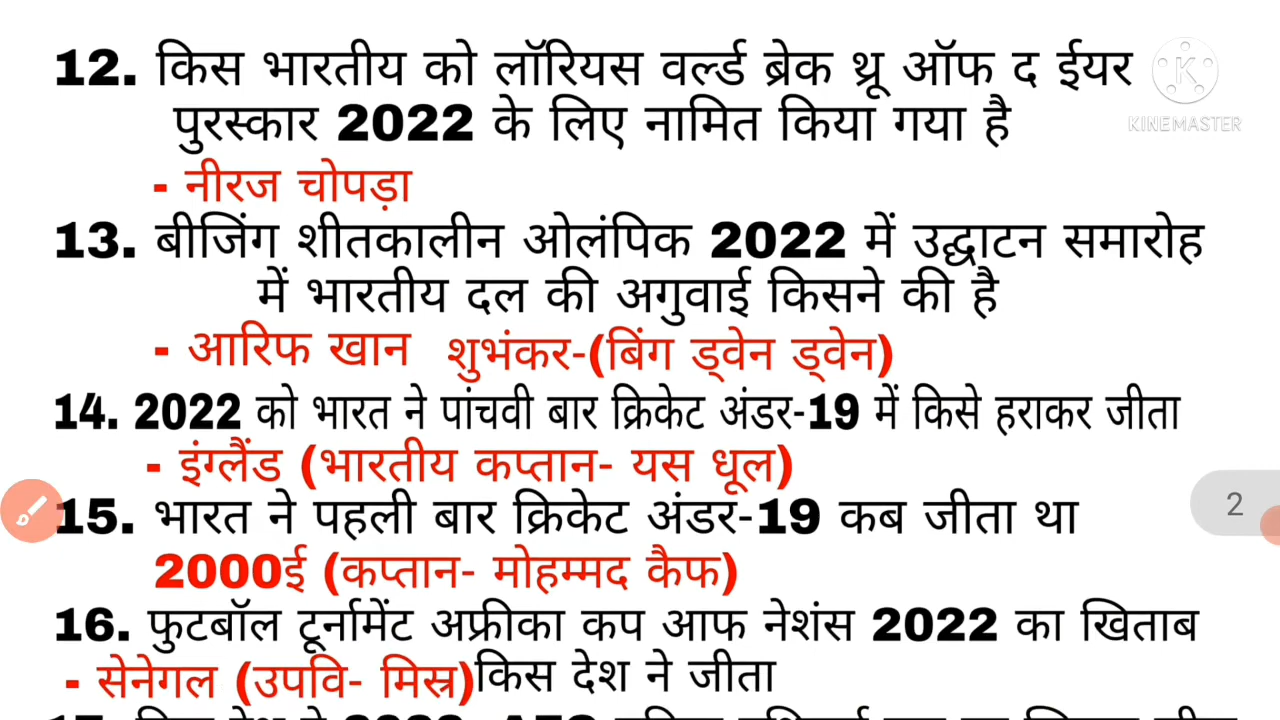 12. किस भारतीय को लॉरियस वर्ल्ड ब्रेक थ्रू ऑफ द ईयर
पुरस्कार 2022 के लिए नामित किया गया है
K
KINEMASTER
- नीरज चोपड़ा
13. बीजिंग शीतकालीन ओलंपिक 2022 में उद्घाटन समारोह
में भारतीय दल की अगुवाई किसने की है
- आरिफ खान शुभंकर-(बिंग ड्वेन ड्वेन)
14. 2022 को भारत ने पांचवी बार क्रिकेट अंडर-19 में किसे हराकर जीता
- इंग्लैंड (भारतीय कप्तान- यस धूल)
2
15. भारत ने पहली बार क्रिकेट अंडर-19 कब जीता था
2000ई (कप्तान- मोहम्मद कैफ)
16. फुटबॉल टूर्नामेंट अफ्रीका कप आफ नेशंस 2022 का खिताब
- सेनेगल (उपवि- मिस्र) किस देश ने जीता